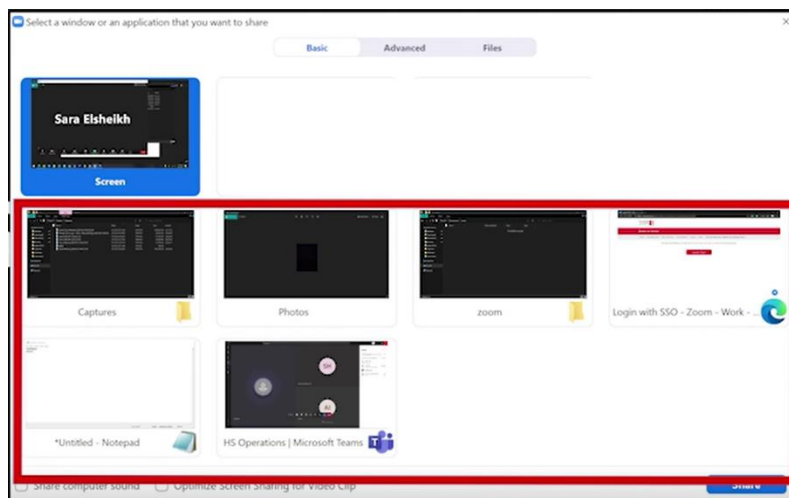 Select a window or an application that you want to share
Basic Advanced Files
Sara Elsheikh
Screen
Captures
Photos
zoom
Login with SSO - Zoom - Work - ...
SH
AI
*Untitled - Notepad
HS Operations | Microsoft Teams
Share computer sound
Optimize Screen Sharing for Video Clip
Share